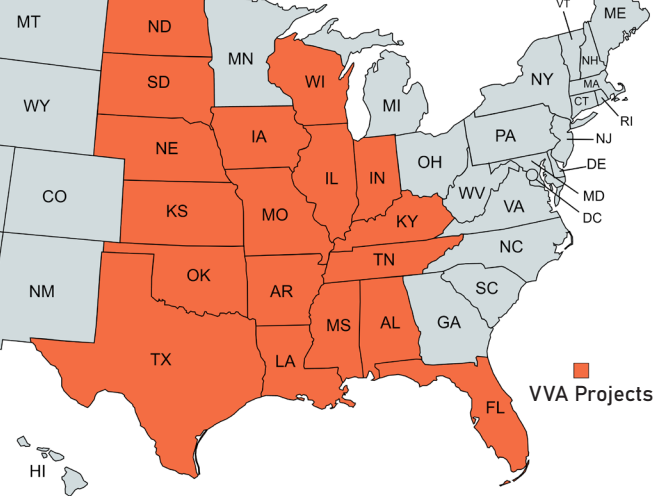 VT
ME
MT
ND
MN
NH
WI
SD
NY
MA
WY
MI
CT
RI
IA
PA
NJ
NE
OH
DE
IL
IN
CO
WV
MD
KS
MO
VA
DC
KY
NC
TN
OK
NM
AR
SC
MS
AL
GA
TX
LA
VVA Projects
FL
HI